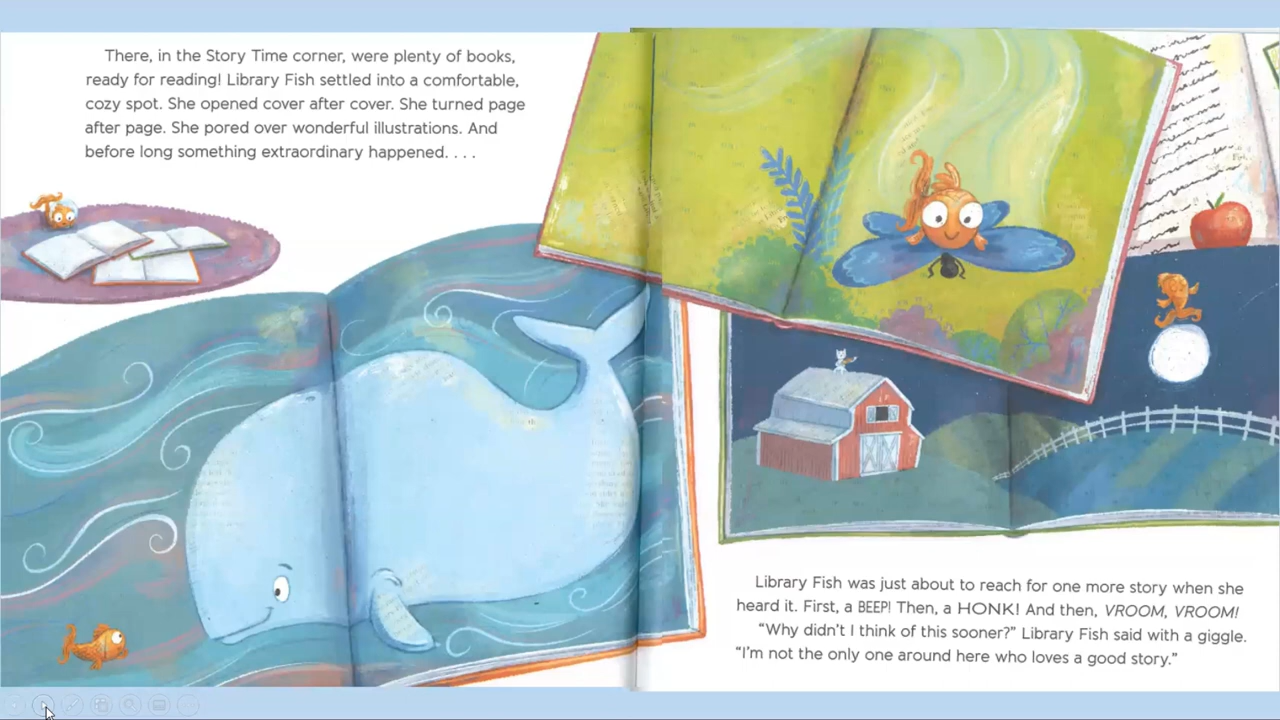 There, in the Story Time corner, were plenty of books,
ready for reading! Library Fish settled into a comfortable,
cozy spot. She opened cover after cover. She turned page
after page. She pored over wonderful illustrations. And
before long something extraordinary happened. . . .
Library Fish was just about to reach for one more story when she
heard it. First, a BEEP! Then, a HONK! And then, VROOM, VROOM!
“Why didn’t I think of this sooner?” Library Fish said with a giggle.
“I’m not the only one around here who loves a good story.”